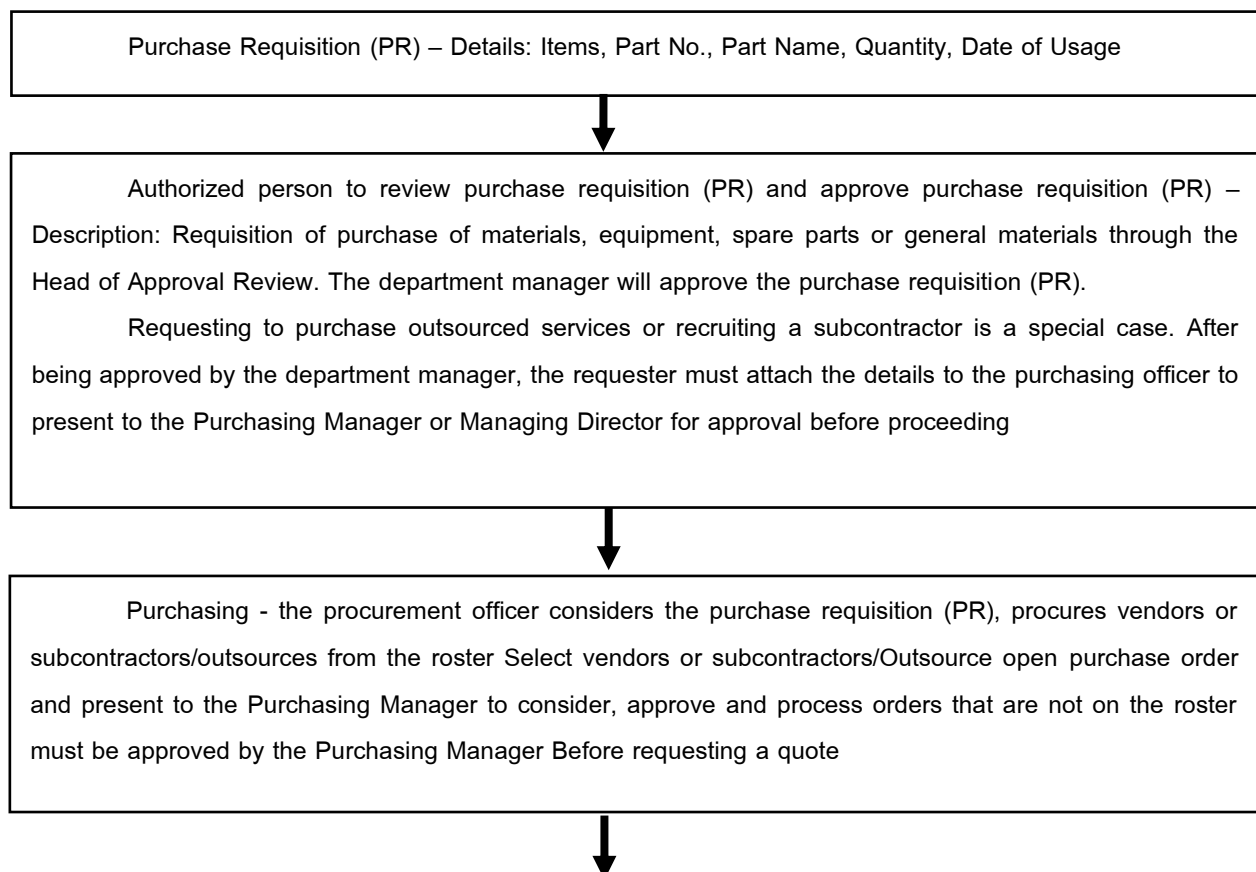 Purchase Requisition (PR) – Details: Items, Part No., Part Name, Quantity, Date of Usage
Authorized person to review purchase requisition (PR) and approve purchase requisition (PR) –
Description: Requisition of purchase of materials, equipment, spare parts or general materials through the
Head of Approval Review. The department manager will approve the purchase requisition (PR).
Requesting to purchase outsourced services or recruiting a subcontractor is a special case. After
being approved by the department manager, the requester must attach the details to the purchasing officer to
present to the Purchasing Manager or Managing Director for approval before proceeding
Purchasing - the procurement officer considers the purchase requisition (PR), procures vendors or
subcontractors/outsources from the roster Select vendors or subcontractors/Outsource open purchase order
and present to the Purchasing Manager to consider, approve and process orders that are not on the roster
must be approved by the Purchasing Manager Before requesting a quote